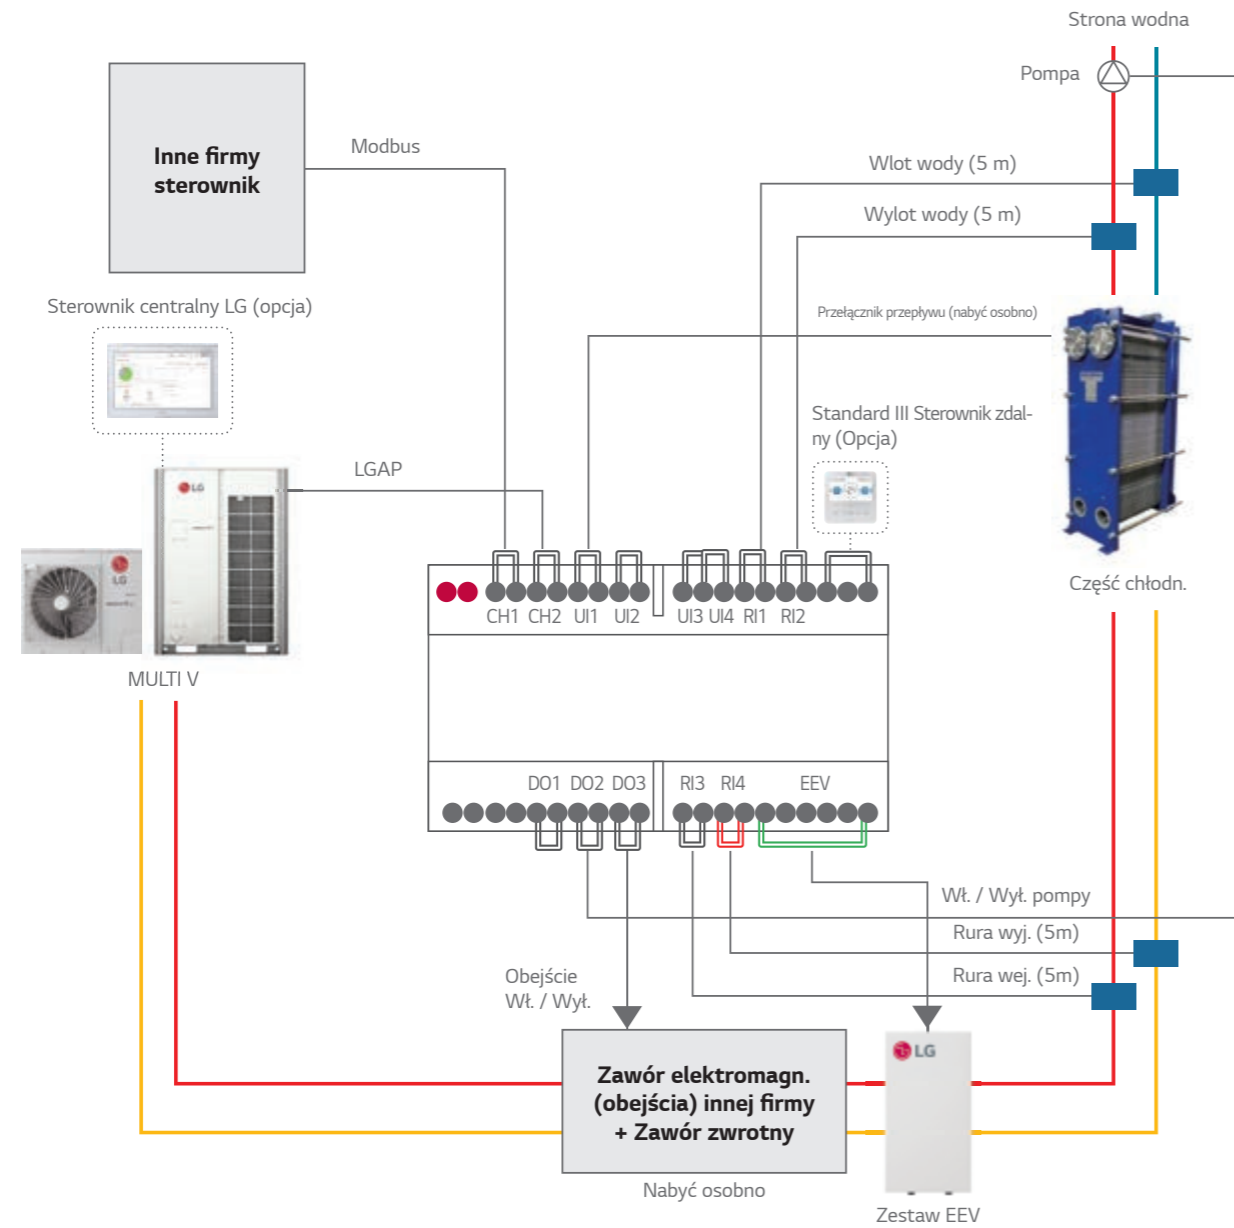 Strona wodna
Pompa
Inne firmy
sterownik
Modbus
Wlot wody (5 m)
Wylot wody (5 m)
Sterownik centralny LG (opcja)
Przełącznik przepływu (nabyć osobno)
Standard III Sterownik zdal-
ny (Opcja)
LGAP
LG
LG
Część chłodn.
CH1 CH2 UI1 UI2 UI3 UI4 RI1 RI2
MULTI V
DO1 DO2 DO3 RI3 RI4 EEV
Wł. / Wył. pompy
Rura wyj. (5m)
Rura wej. (5m)
Obejście
Wł. / Wył.
LG
Zawór elektromagn.
(obejścia) innej firmy
+ Zawór zwrotny
Nabyć osobno
Zestaw EEV